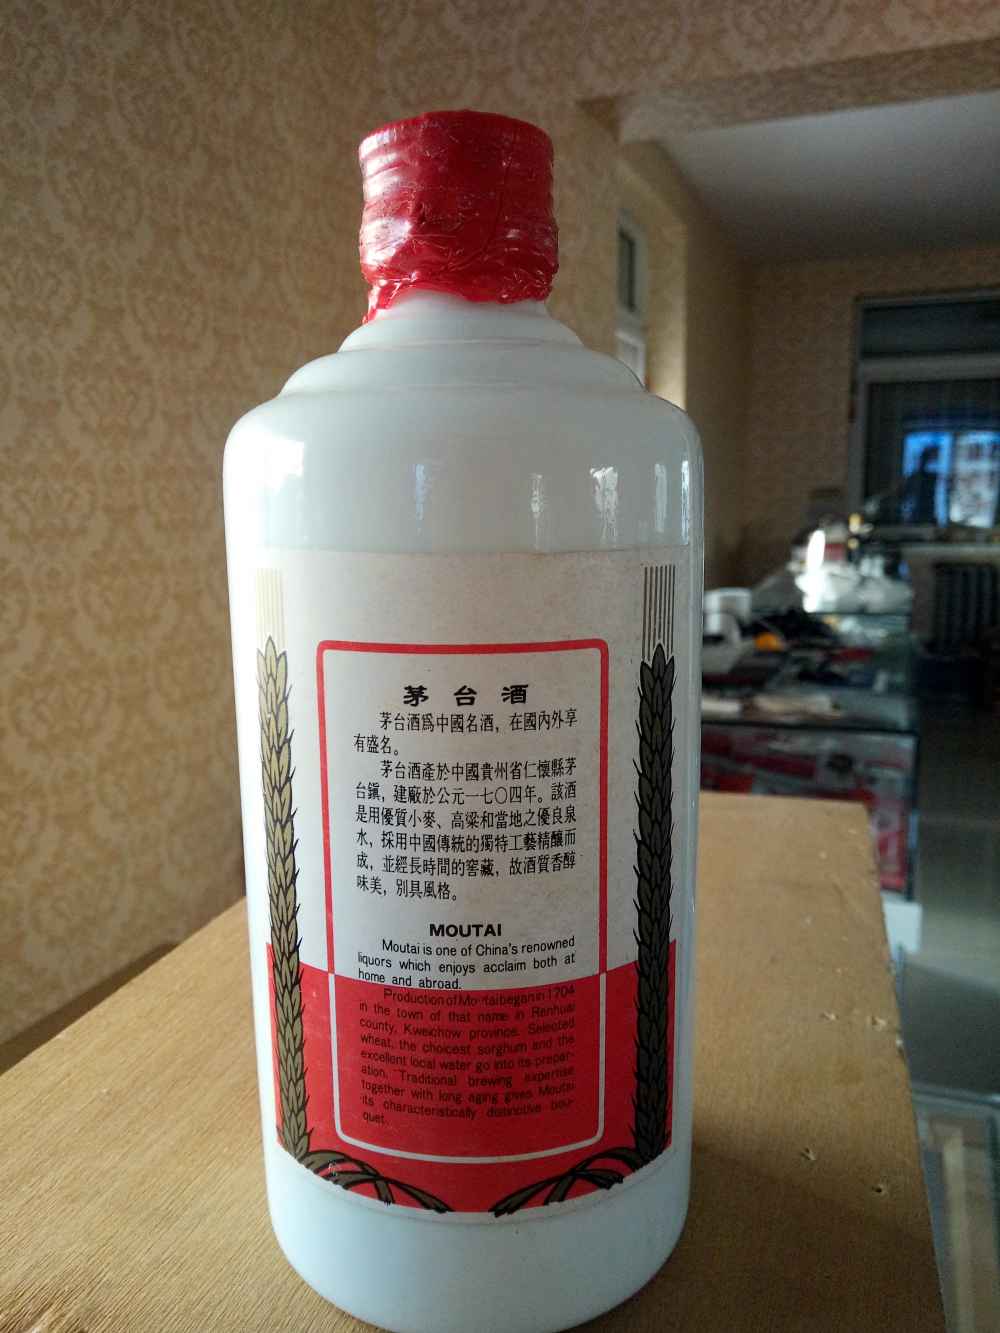 茅台酒
茅台酒爲中國名酒，在國內外享
有盛名。
茅台酒產於中國貴州省仁懷縣茅
台鎭，建廠於公元一七〇四年。該酒
是用優質小麥、高粱和當地之優良泉
水，採用中國傳統的獨特工藝精釀而
成，並經長時間的窖藏，故酒質香醇
味美，別具風格。
MOUTAI
Moutai is one of China's renowned
liquors which enjoys acclaim both at
home and abroad.
Production of Moutai began in 1704
in the town of that name in Renhuai
county, Kweichow province. Selected
wheat, the choicest sorghum and the
excellent local water go into its prepar-
ation. Traditional brewing expertise
together with long aging gives Moutai
its characteristically distinctive bou-
quet.